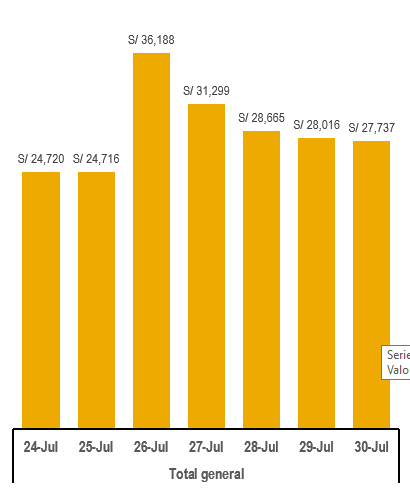 S/ 36,188
S/ 31,299
S/ 28,665
S/ 28,016
S/ 27,737
S/ 24,720
S/ 24,716
Serie
Valo
24-Jul 25-Jul 26-Jul 27-Jul 28-Jul 29-Jul 30-Jul
Total general